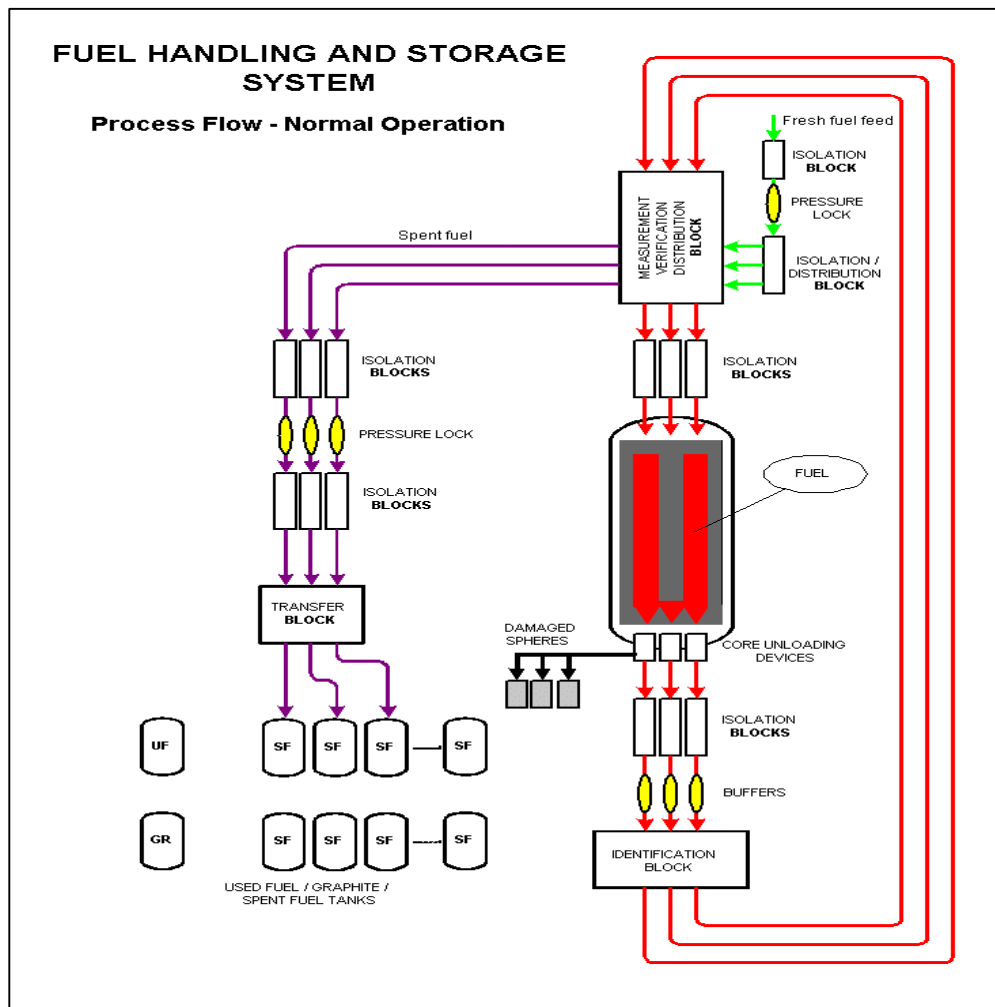 FUEL HANDLING AND STORAGE
SYSTEM
Process Flow - Normal Operation
Fresh fuel feed
ISOLATION
BLOCK
PRESSURE
LOCK
MEASUREMENT
VERIFICATION
DISTRIBUTION
BLOCK
ISOLATION /
DISTRIBUTION
BLOCK
Spent fuel
ISOLATION
BLOCKS
ISOLATION
BLOCKS
PRESSURE LOCK
FUEL
ISOLATION
BLOCKS
TRANSFER
BLOCK
DAMAGED
SPHERES
CORE UNLOADING
DEVICES
ISOLATION
BLOCKS
UF
SF
SF
SF
SF
BUFFERS
GR
SF
SF
SF
SF
IDENTIFICATION
BLOCK
USED FUEL / GRAPHITE /
SPENT FUEL TANKS